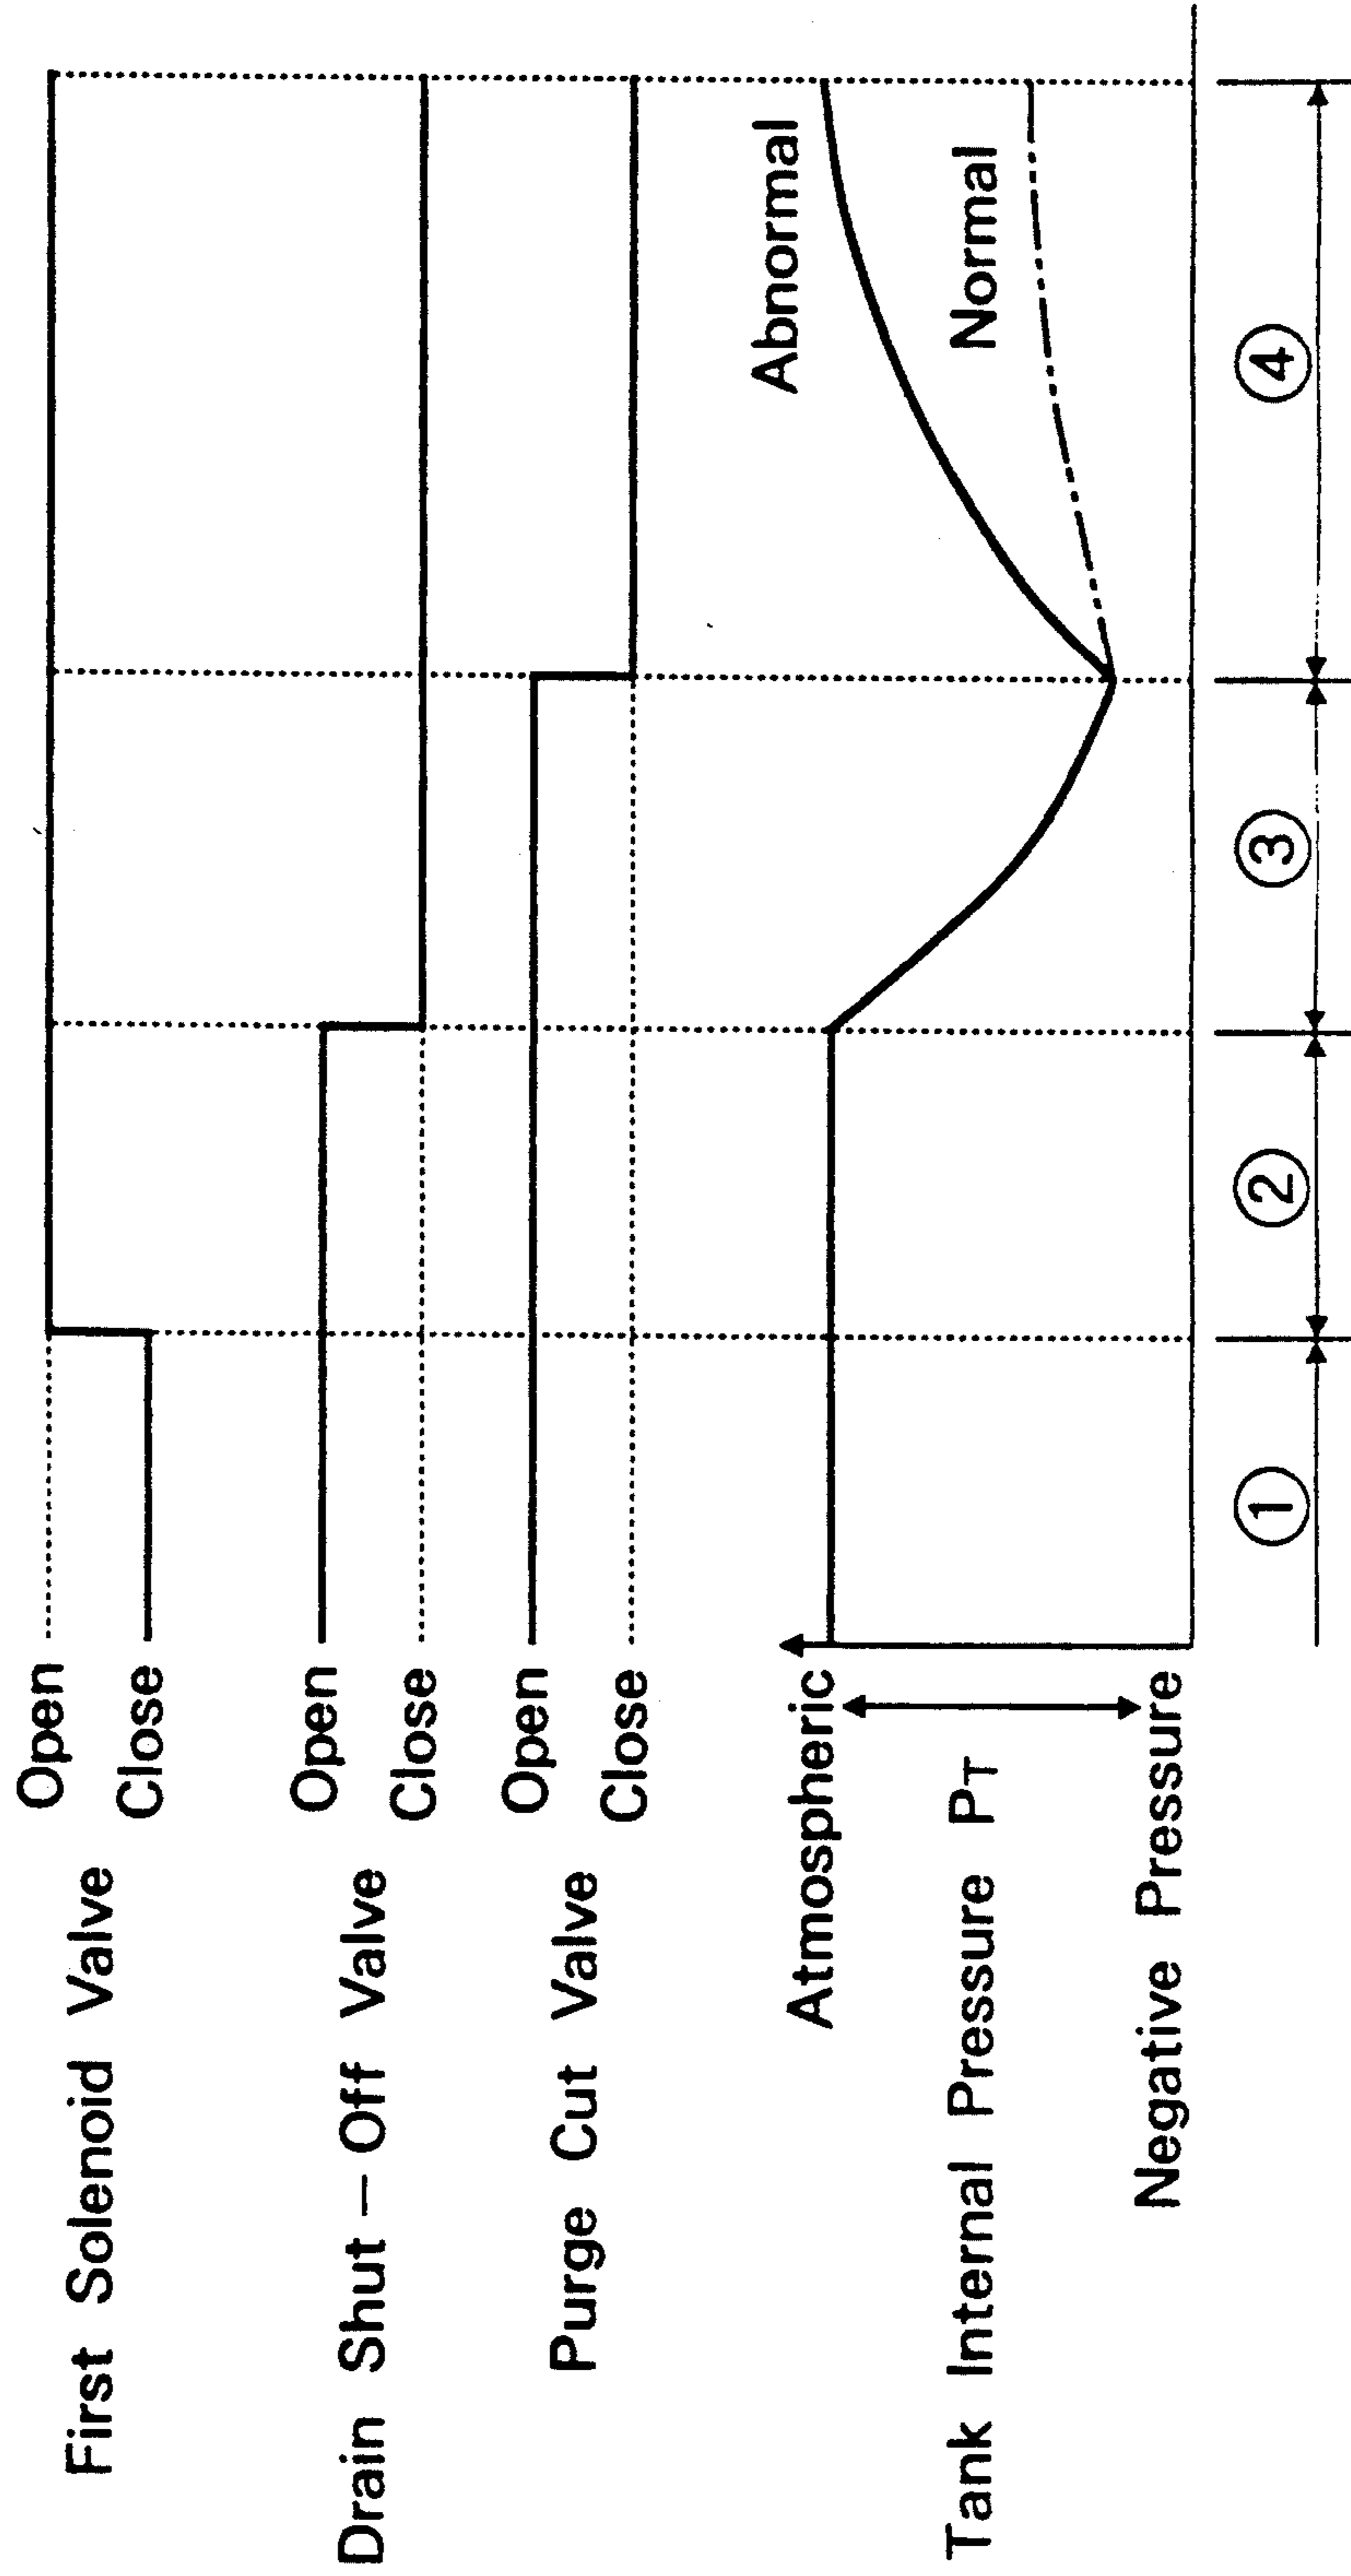 First Solenoid Valve
Open
Close
Drain Shut-Off Valve
Open
Close
Purge Cut Valve
Open
Close
Atmospheric
Tank Internal Pressure PT
Negative Pressure
Abnormal
Normal
① ② ③ ④